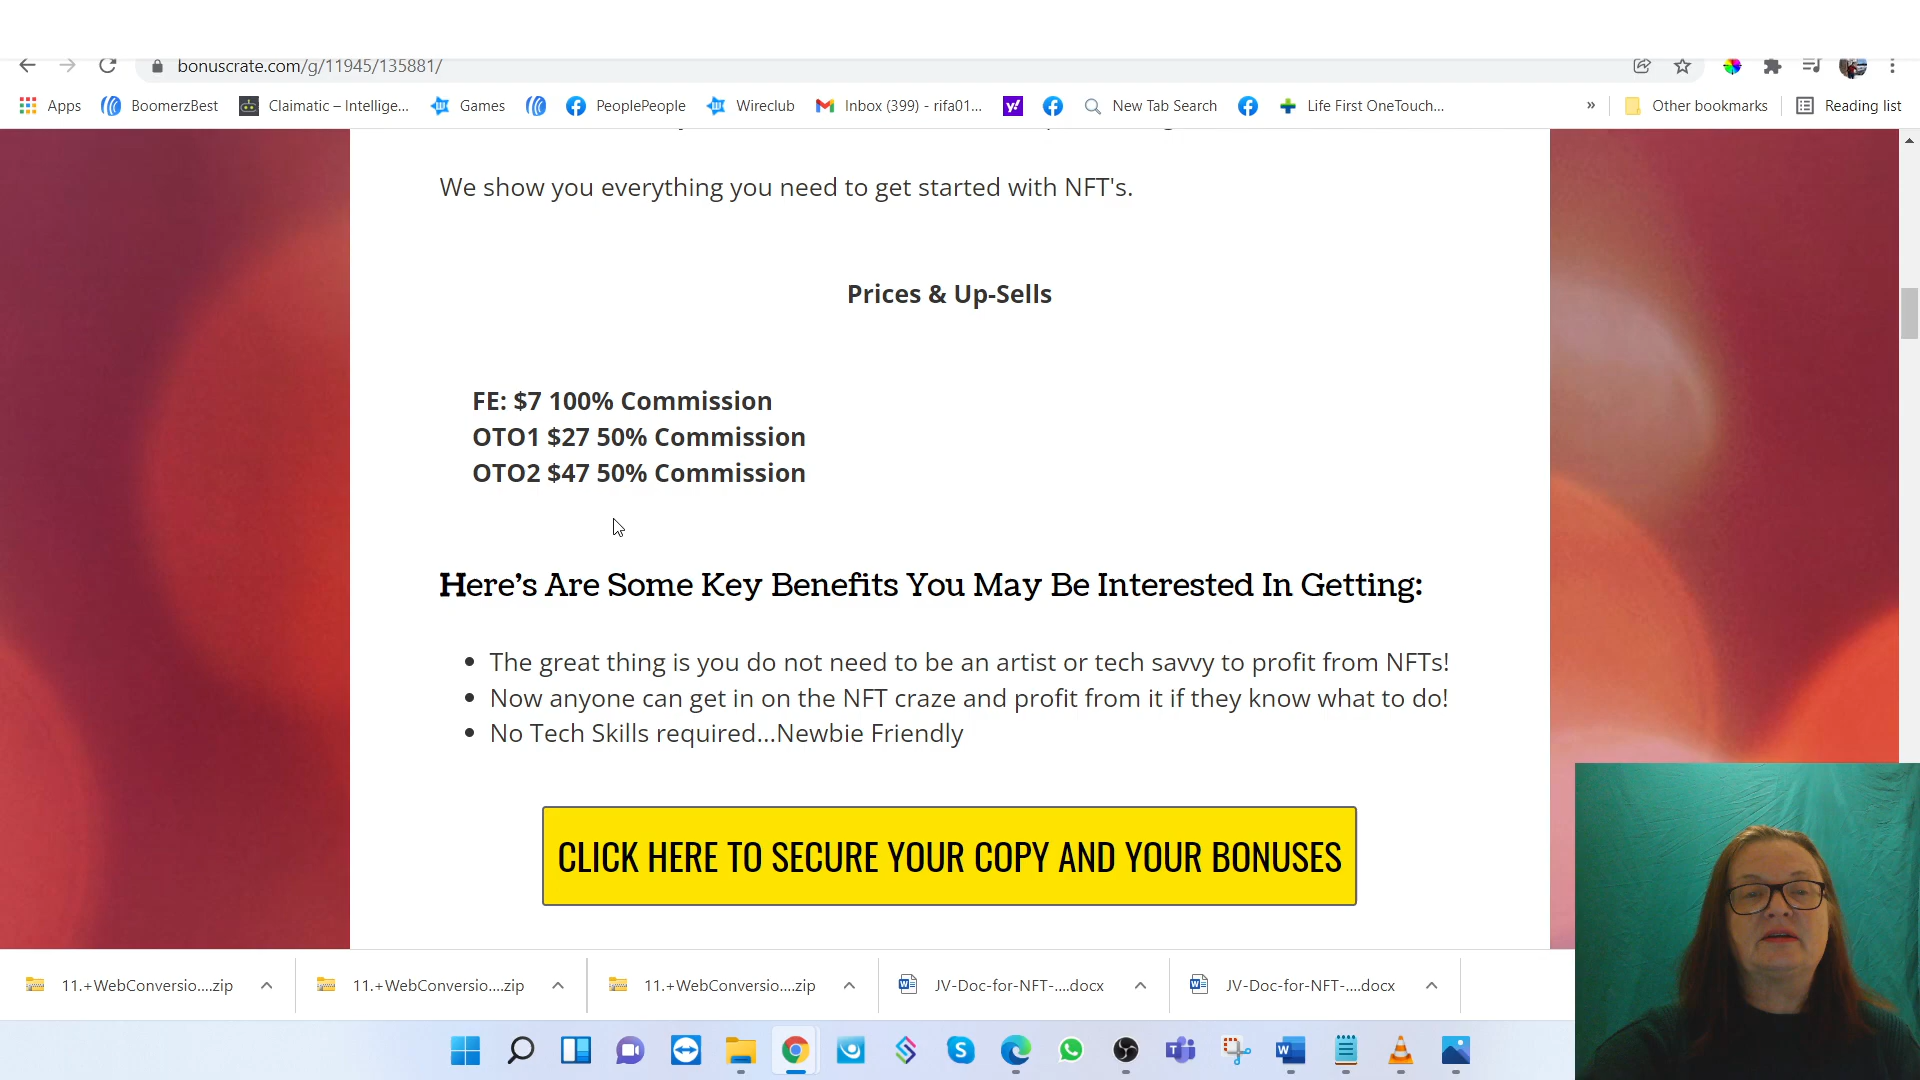 bonuscrate.com/g/11945/135881/
Apps BoomerzBest Claimatic – Intellige... Games PeoplePeople Wireclub Inbox (399) - rifa01... New Tab Search Life First OneTouch... » Other bookmarks Reading list
We show you everything you need to get started with NFT's.
Prices & Up-Sells
FE: $7 100% Commission
OTO1 $27 50% Commission
OTO2 $47 50% Commission
Here’s Are Some Key Benefits You May Be Interested In Getting:
• The great thing is you do not need to be an artist or tech savvy to profit from NFTs!
• Now anyone can get in on the NFT craze and profit from it if they know what to do!
• No Tech Skills required...Newbie Friendly
CLICK HERE TO SECURE YOUR COPY AND YOUR BONUSES
11.+WebConversio....zip 11.+WebConversio....zip 11.+WebConversio....zip JV-Doc-for-NFT-....docx JV-Doc-for-NFT-....docx